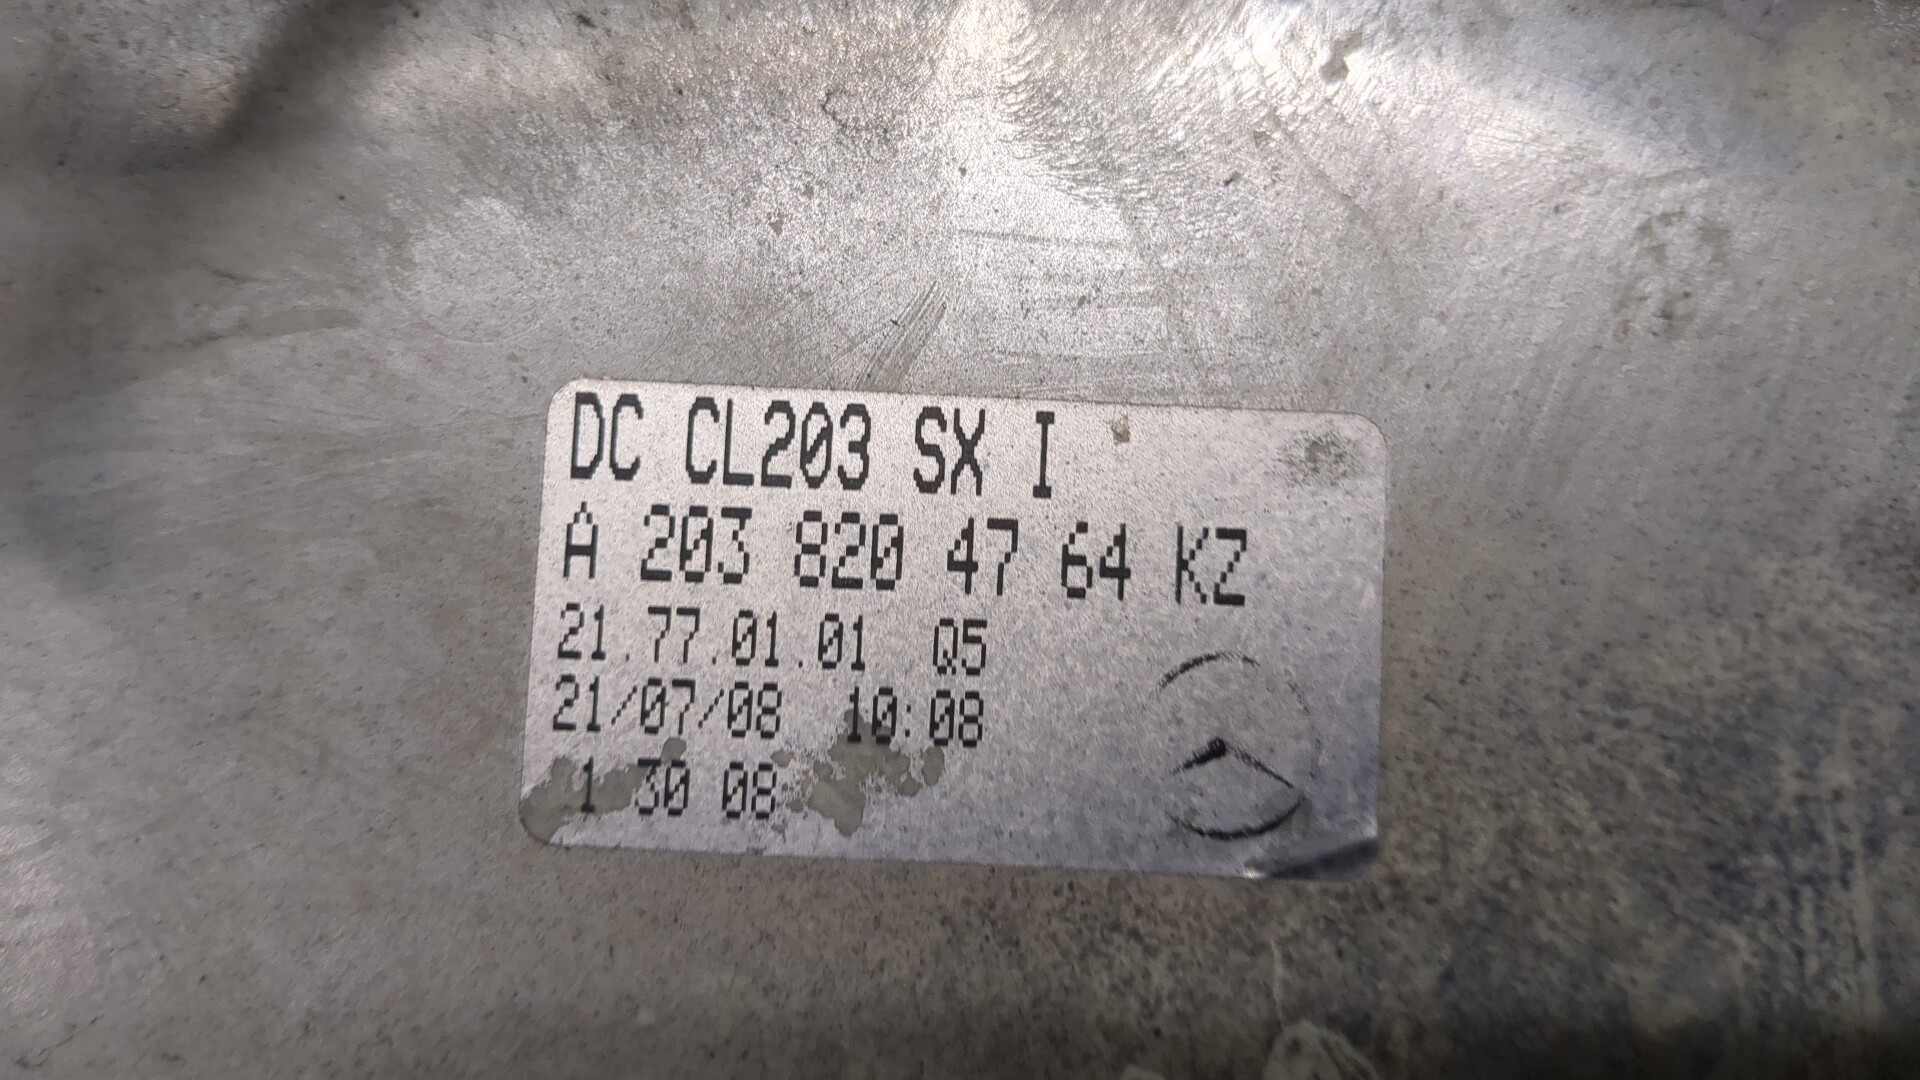 DC CL203 SX I
A 203 820 47 64 KZ
21.77.01.01 Q5
21/07/08 10:08
1 30 08